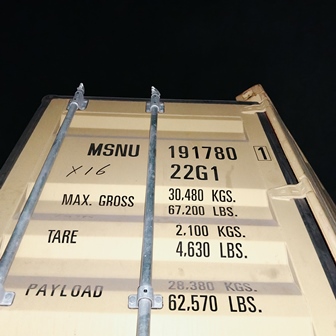 MSNU 191780 1
X16 22G1
MAX. GROSS 30.480 KGS.
67.200 LBS.
TARE 2.100 KGS.
4,630 LBS.
PAYLOAD 28.380 KGS.
62,570 LBS.